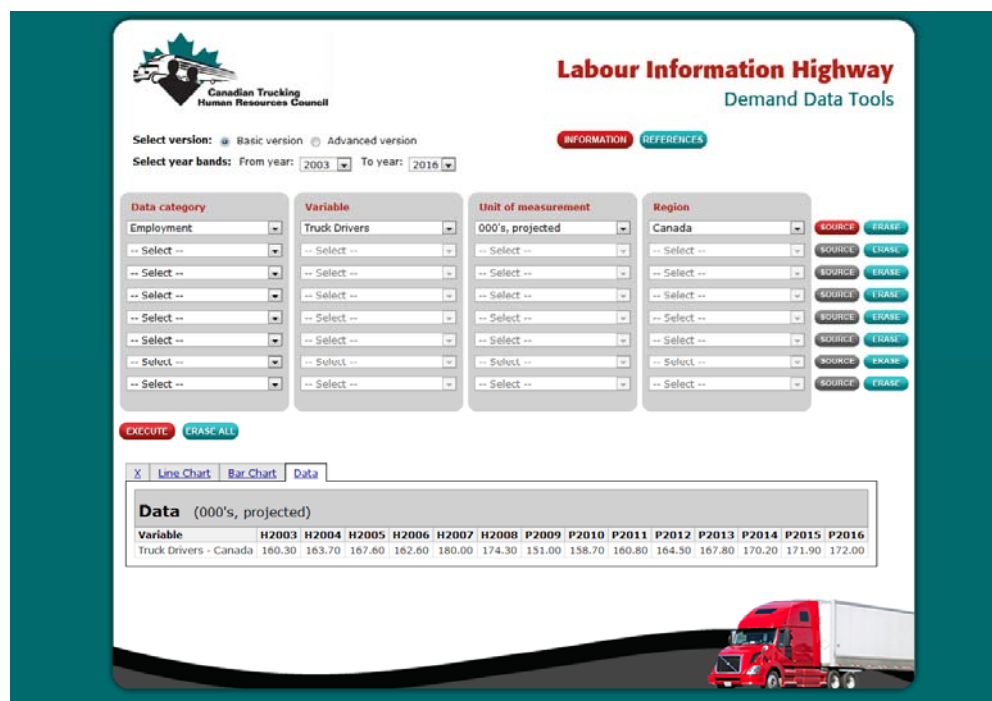 Canadian Trucking
Human Resources Council
Labour Information Highway
Demand Data Tools
Select version: Basic version Advanced version
INFORMATION REFERENCES
Select year bands: From year: 2003 To year: 2016
Data category Variable Unit of measurement Region
Employment Truck Drivers 000's, projected Canada SOURCE ERASE
-- Select -- -- Select -- -- Select -- -- Select -- SOURCE ERASE
-- Select -- -- Select -- -- Select -- -- Select -- SOURCE ERASE
-- Select -- -- Select -- -- Select -- -- Select -- SOURCE ERASE
-- Select -- -- Select -- -- Select -- -- Select -- SOURCE ERASE
-- Select -- -- Select -- -- Select -- -- Select -- SOURCE ERASE
-- Select -- -- Select -- -- Select -- -- Select -- SOURCE ERASE
-- Select -- -- Select -- -- Select -- -- Select -- SOURCE ERASE
EXECUTE ERASE ALL
X Line Chart Bar Chart Data
Data (000's, projected)
Variable H2003 H2004 H2005 H2006 H2007 H2008 P2009 P2010 P2011 P2012 P2013 P2014 P2015 P2016
Truck Drivers - Canada 160.30 163.70 167.60 162.60 180.00 174.30 151.00 158.70 160.80 164.50 167.80 170.20 171.90 172.00